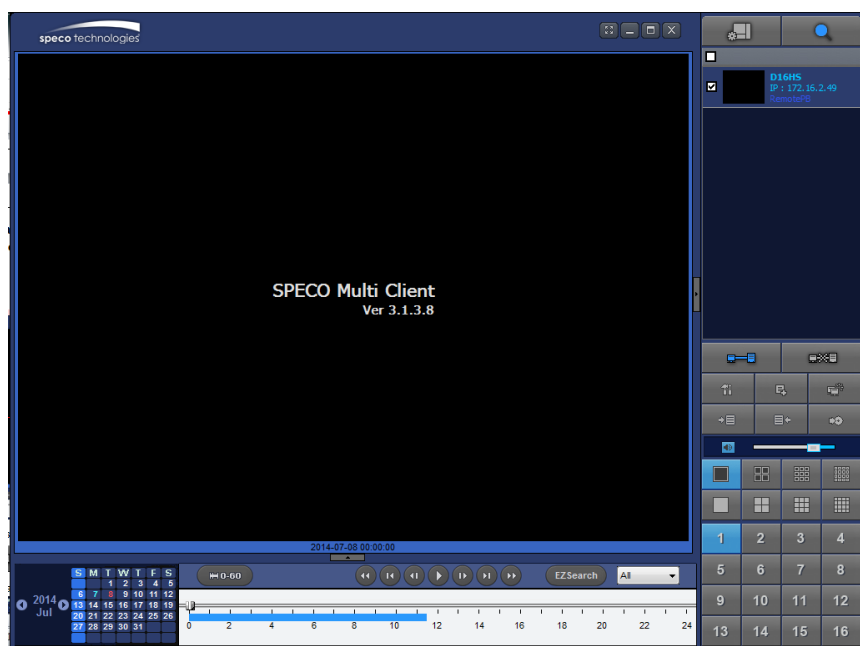 speco technologies
D16HS
IP : 172.16.2.49
RemotePB
SPECO Multi Client
Ver 3.1.3.8
2014-07-08 00:00:00
0-60
EZSearch
All
2014
Jul
S M T W T F S
1 2 3 4 5
6 7 8 9 10 11 12
13 14 15 16 17 18 19
20 21 22 23 24 25 26
27 28 29 30 31
0 2 4 6 8 10 12 14 16 18 20 22 24
1 2 3 4
5 6 7 8
9 10 11 12
13 14 15 16